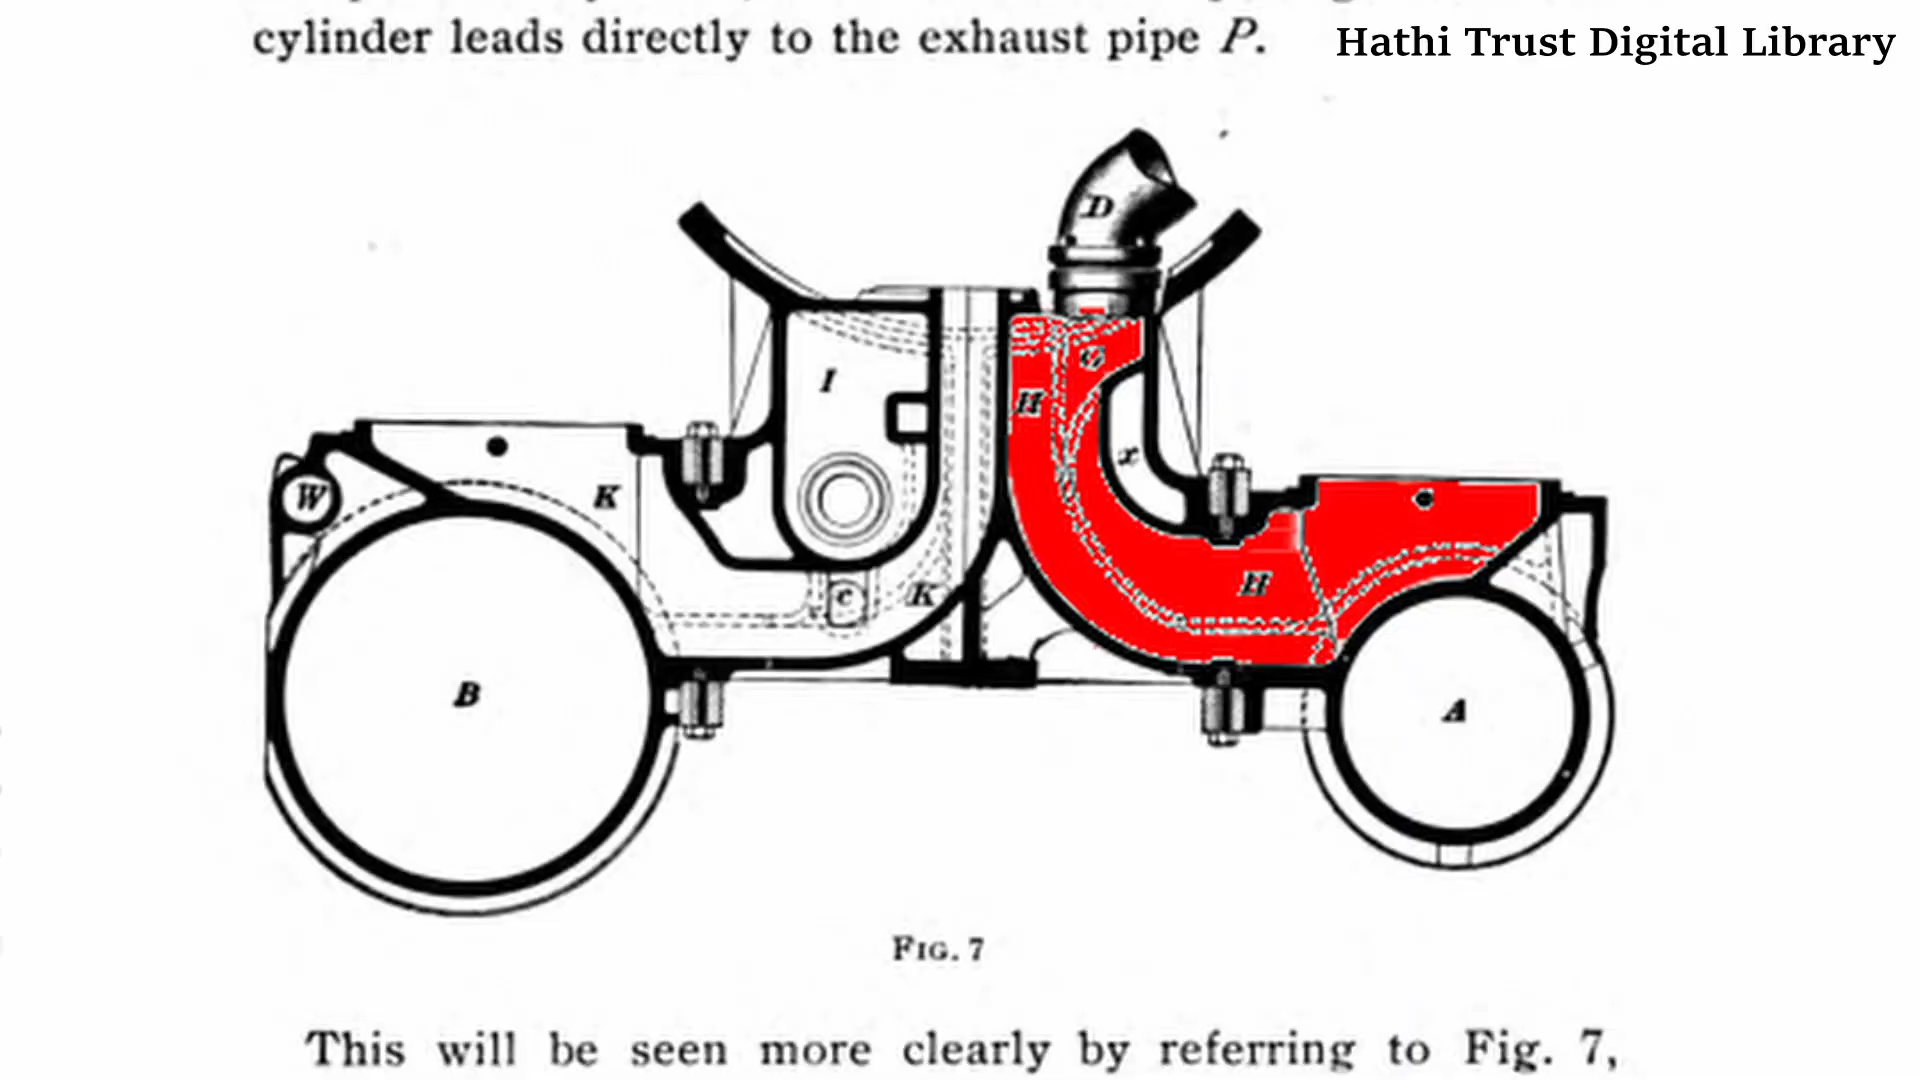 cylinder leads directly to the exhaust pipe P.
Hathi Trust Digital Library
D
I
G
H
x
W
K
H
c
K
B
A
FIG. 7
This will be seen more clearly by referring to Fig. 7,